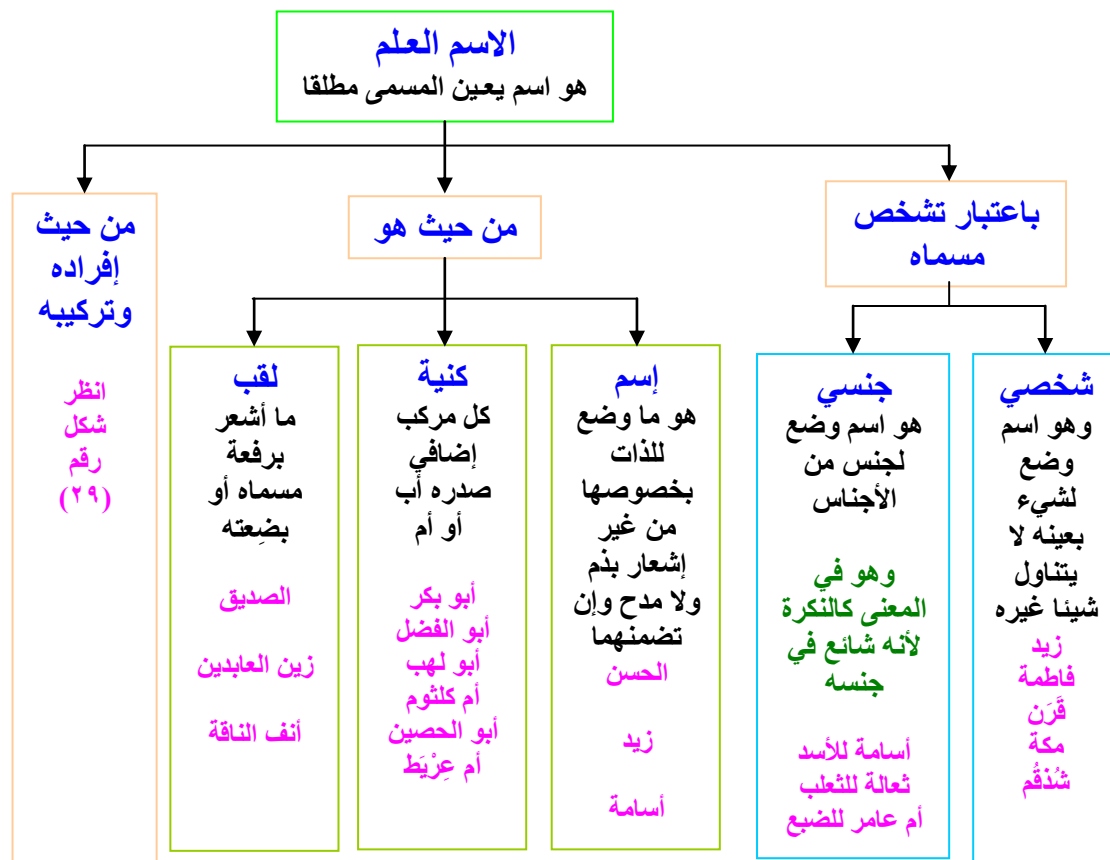 الاسم العلم
هو اسم يعين المسمى مطلقا
باعتبار تشخص
مسماه
من حيث هو
من حيث
إفراده
وتركيبه
انظر
شكل
رقم
(٢٩)
شخصي
وهو اسم
وضع
لشيء
بعينه لا
يتناول
شيئا غيره
زيد
فاطمة
قَرَن
مكة
شُذقُم
جنسي
هو اسم وضع
لجنس من
الأجناس
وهو في
المعنى كالنكرة
لأنه شائع في
جنسه
أسامة للأسد
ثعالة للثعلب
أم عامر للضبع
إسم
هو ما وضع
للذات
بخصوصها
من غير
إشعار بذم
ولا مدح وإن
تضمنهما
الحسن
زيد
أسامة
كنية
كل مركب
إضافي
صدره أب
أو أم
أبو بكر
أبو الفضل
أبو لهب
أم كلثوم
أبو الحصين
أم عِرْيَط
لقب
ما أشعر
برفعة
مسماه أو
بضِعته
الصديق
زين العابدين
أنف الناقة